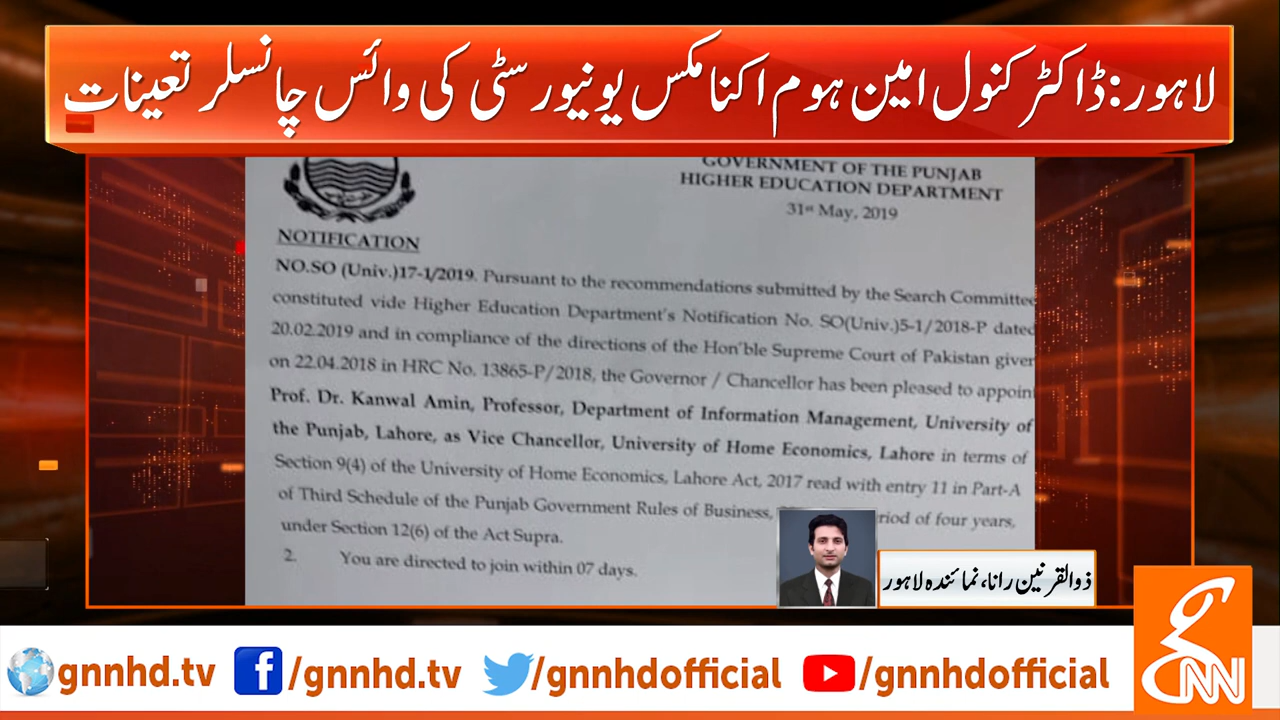 لاہور:ڈاکٹر کنول امین ہوم اکنامکس یونیورسٹی کی وائس چانسلر تعینات
GOVERNMENT OF THE PUNJAB
HIGHER EDUCATION DEPARTMENT
31st May, 2019
NOTIFICATION
NO.SO (Univ.)17-1/2019. Pursuant to the recommendations submitted by the Search Committee
constituted vide Higher Education Department's Notification No. SO(Univ.)5-1/2018-P dated
20.02.2019 and in compliance of the directions of the Hon'ble Supreme Court of Pakistan given
on 22.04.2018 in HRC No. 13865-P/2018, the Governor / Chancellor has been pleased to appoint
Prof. Dr. Kanwal Amin, Professor, Department of Information Management, University of
the Punjab, Lahore, as Vice Chancellor, University of Home Economics, Lahore in terms of
Section 9(4) of the University of Home Economics, Lahore Act, 2017 read with entry 11 in Part-A
of Third Schedule of the Punjab Government Rules of Business, riod of four years,
under Section 12(6) of the Act Supra.
2. You are directed to join within 07 days.
ذوالقرنین رانا، نمائندہ لاہور
GNN
gnnhd.tv /gnnhd.tv /gnnhdofficial /gnnhdofficial